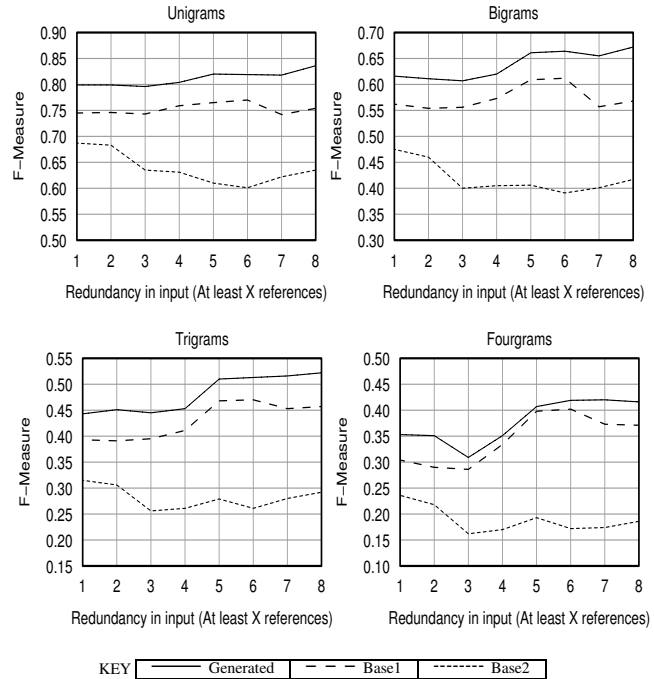 Unigrams
0.90
0.85
0.80
0.75
0.70
0.65
0.60
0.55
0.50
F−Measure
1 2 3 4 5 6 7 8
Redundancy in input (At least X references)
Bigrams
0.70
0.65
0.60
0.55
0.50
0.45
0.40
0.35
0.30
F−Measure
1 2 3 4 5 6 7 8
Redundancy in input (At least X references)
Trigrams
0.55
0.50
0.45
0.40
0.35
0.30
0.25
0.20
0.15
F−Measure
1 2 3 4 5 6 7 8
Redundancy in input (At least X references)
Fourgrams
0.50
0.45
0.40
0.35
0.30
0.25
0.20
0.15
0.10
F−Measure
1 2 3 4 5 6 7 8
Redundancy in input (At least X references)
KEY Generated Base1 Base2